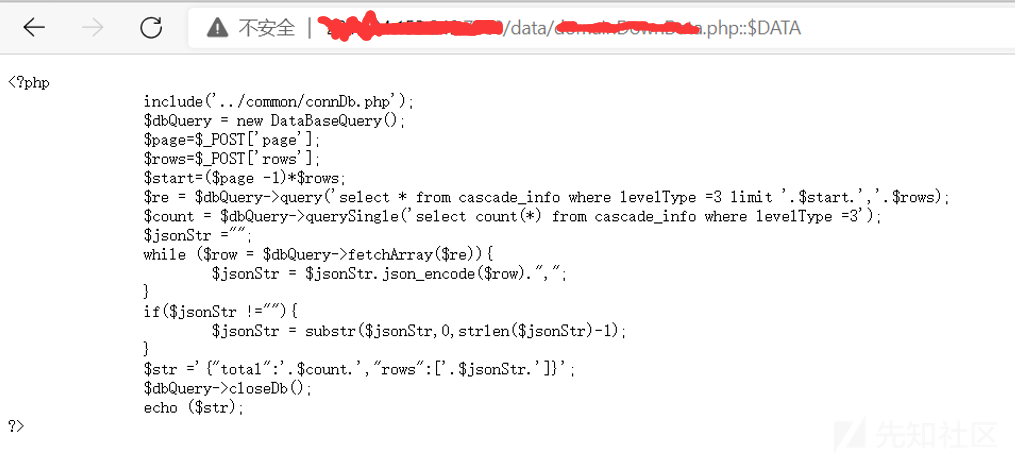 不安全
/data/
.php::$DATA
<?php
include('../common/connDb.php');
$dbQuery = new DataBaseQuery();
$page=$_POST['page'];
$rows=$_POST['rows'];
$start=($page -1)*$rows;
$re = $dbQuery->query('select * from cascade_info where levelType =3 limit '.$start.','.$rows);
$count = $dbQuery->querySingle('select count(*) from cascade_info where levelType =3');
$jsonStr ="";
while ($row = $dbQuery->fetchArray($re)){
$jsonStr = $jsonStr.json_encode($row).",";
}
if($jsonStr !=""){
$jsonStr = substr($jsonStr,0,strlen($jsonStr)-1);
}
$str ='{"total":'.$count.',"rows":['.$jsonStr.']}';
$dbQuery->closeDb();
echo ($str);
?>
先知社区